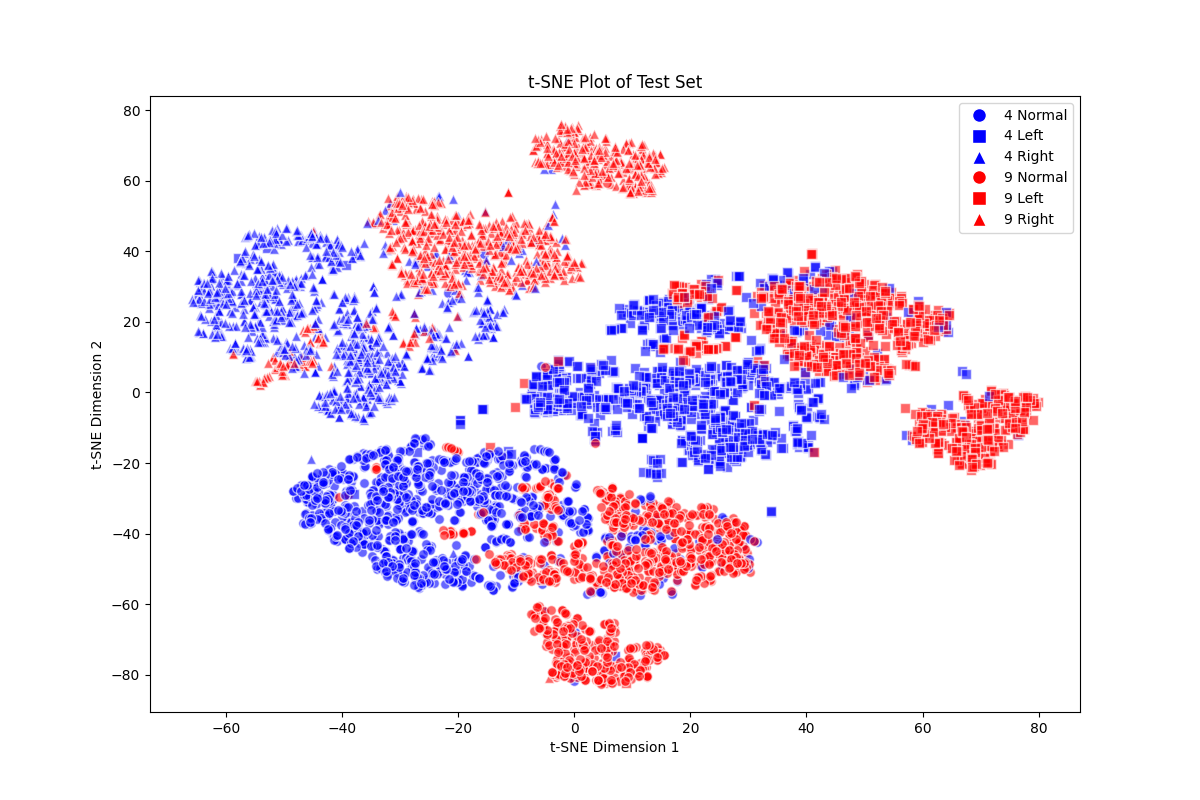 t-SNE Plot of Test Set
80
60
40
20
0
−20
−40
−60
−80
t-SNE Dimension 2
4 Normal
4 Left
4 Right
9 Normal
9 Left
9 Right
−60 −40 −20 0 20 40 60 80
t-SNE Dimension 1